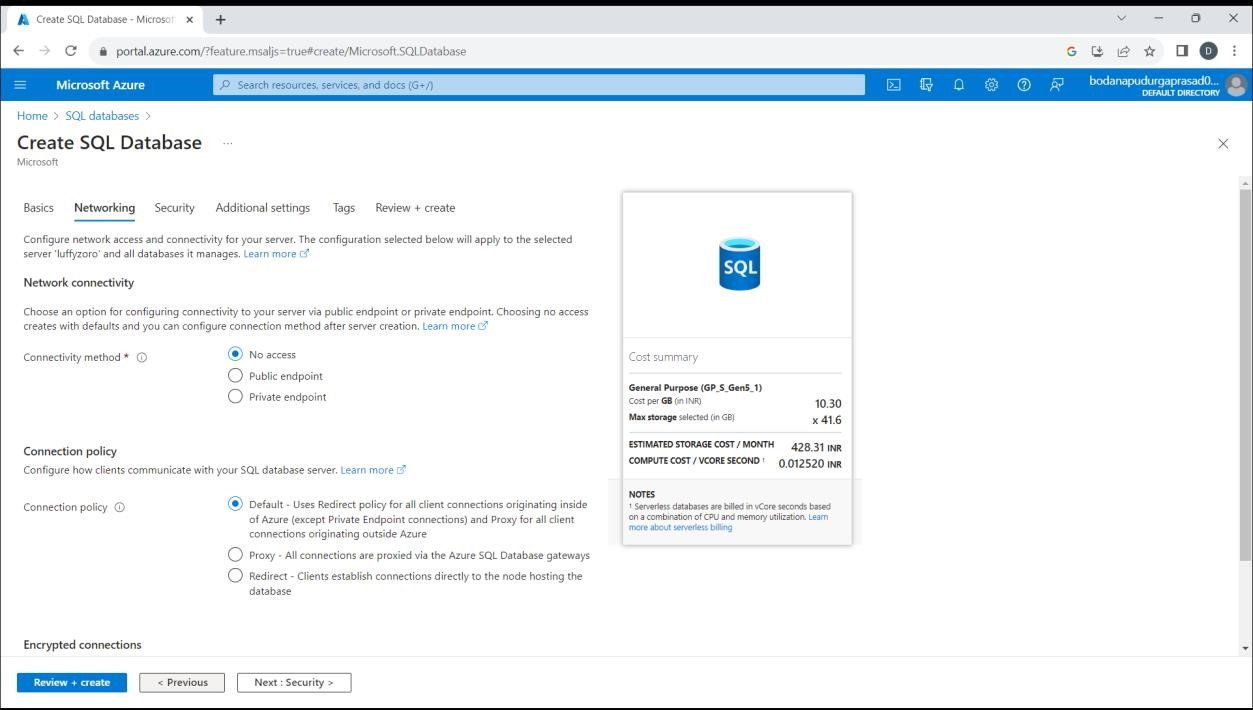 Create SQL Database - Microsof
portal.azure.com/?feature.msaljs=true#create/Microsoft.SQLDatabase
G
D
Microsoft Azure
Search resources, services, and docs (G+/)
bodanapudurgaprasad0...
DEFAULT DIRECTORY
Home > SQL databases >
Create SQL Database ...
Microsoft
Basics Networking Security Additional settings Tags Review + create
Configure network access and connectivity for your server. The configuration selected below will apply to the selected
server 'luffyzoro' and all databases it manages. Learn more
Network connectivity
Choose an option for configuring connectivity to your server via public endpoint or private endpoint. Choosing no access
creates with defaults and you can configure connection method after server creation. Learn more
Connectivity method *
No access
Public endpoint
Private endpoint
Connection policy
Configure how clients communicate with your SQL database server. Learn more
Connection policy
Default - Uses Redirect policy for all client connections originating inside
of Azure (except Private Endpoint connections) and Proxy for all client
connections originating outside Azure
Proxy - All connections are proxied via the Azure SQL Database gateways
Redirect - Clients establish connections directly to the node hosting the
database
Encrypted connections
SQL
Cost summary
General Purpose (GP_S_Gen5_1)
Cost per GB (in INR) 10.30
Max storage selected (in GB) x 41.6
ESTIMATED STORAGE COST / MONTH 428.31 INR
COMPUTE COST / VCORE SECOND ¹ 0.012520 INR
NOTES
¹ Serverless databases are billed in vCore seconds based
on a combination of CPU and memory utilization. Learn
more about serverless billing
Review + create < Previous Next : Security >